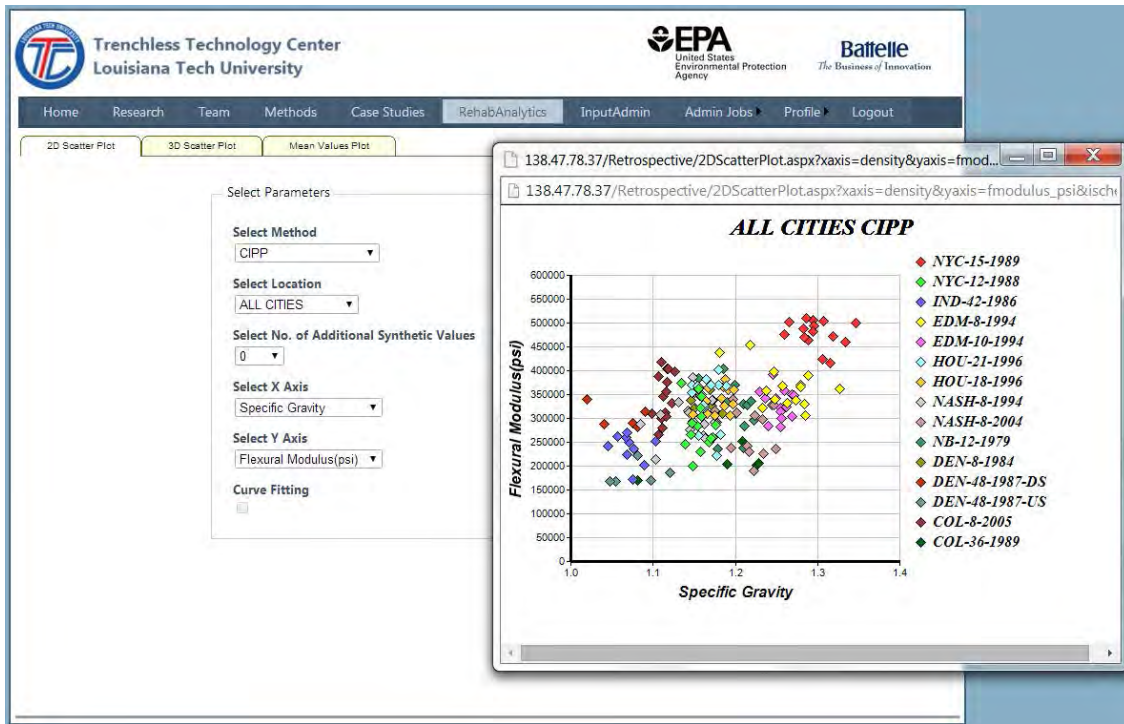 Trenchless Technology Center
Louisiana Tech University
LOUISIANA TECH UNIVERSITY
EPA
United States
Environmental Protection
Agency
Battelle
The Business of Innovation
Home Research Team Methods Case Studies RehabAnalytics InputAdmin Admin Jobs Profile Logout
2D Scatter Plot 3D Scatter Plot Mean Values Plot
Select Parameters
Select Method
CIPP
Select Location
ALL CITIES
Select No. of Additional Synthetic Values
0
Select X Axis
Specific Gravity
Select Y Axis
Flexural Modulus(psi)
Curve Fitting
138.47.78.37/Retrospective/2DScatterPlot.aspx?xaxis=density&yaxis=fmod...
138.47.78.37/Retrospective/2DScatterPlot.aspx?xaxis=density&yaxis=fmodulus_psi&ische
ALL CITIES CIPP
600000
550000
500000
450000
400000
350000
300000
250000
200000
150000
100000
50000
0
Flexural Modulus(psi)
1.0 1.1 1.2 1.3 1.4
Specific Gravity
NYC-15-1989
NYC-12-1988
IND-42-1986
EDM-8-1994
EDM-10-1994
HOU-21-1996
HOU-18-1996
NASH-8-1994
NASH-8-2004
NB-12-1979
DEN-8-1984
DEN-48-1987-DS
DEN-48-1987-US
COL-8-2005
COL-36-1989